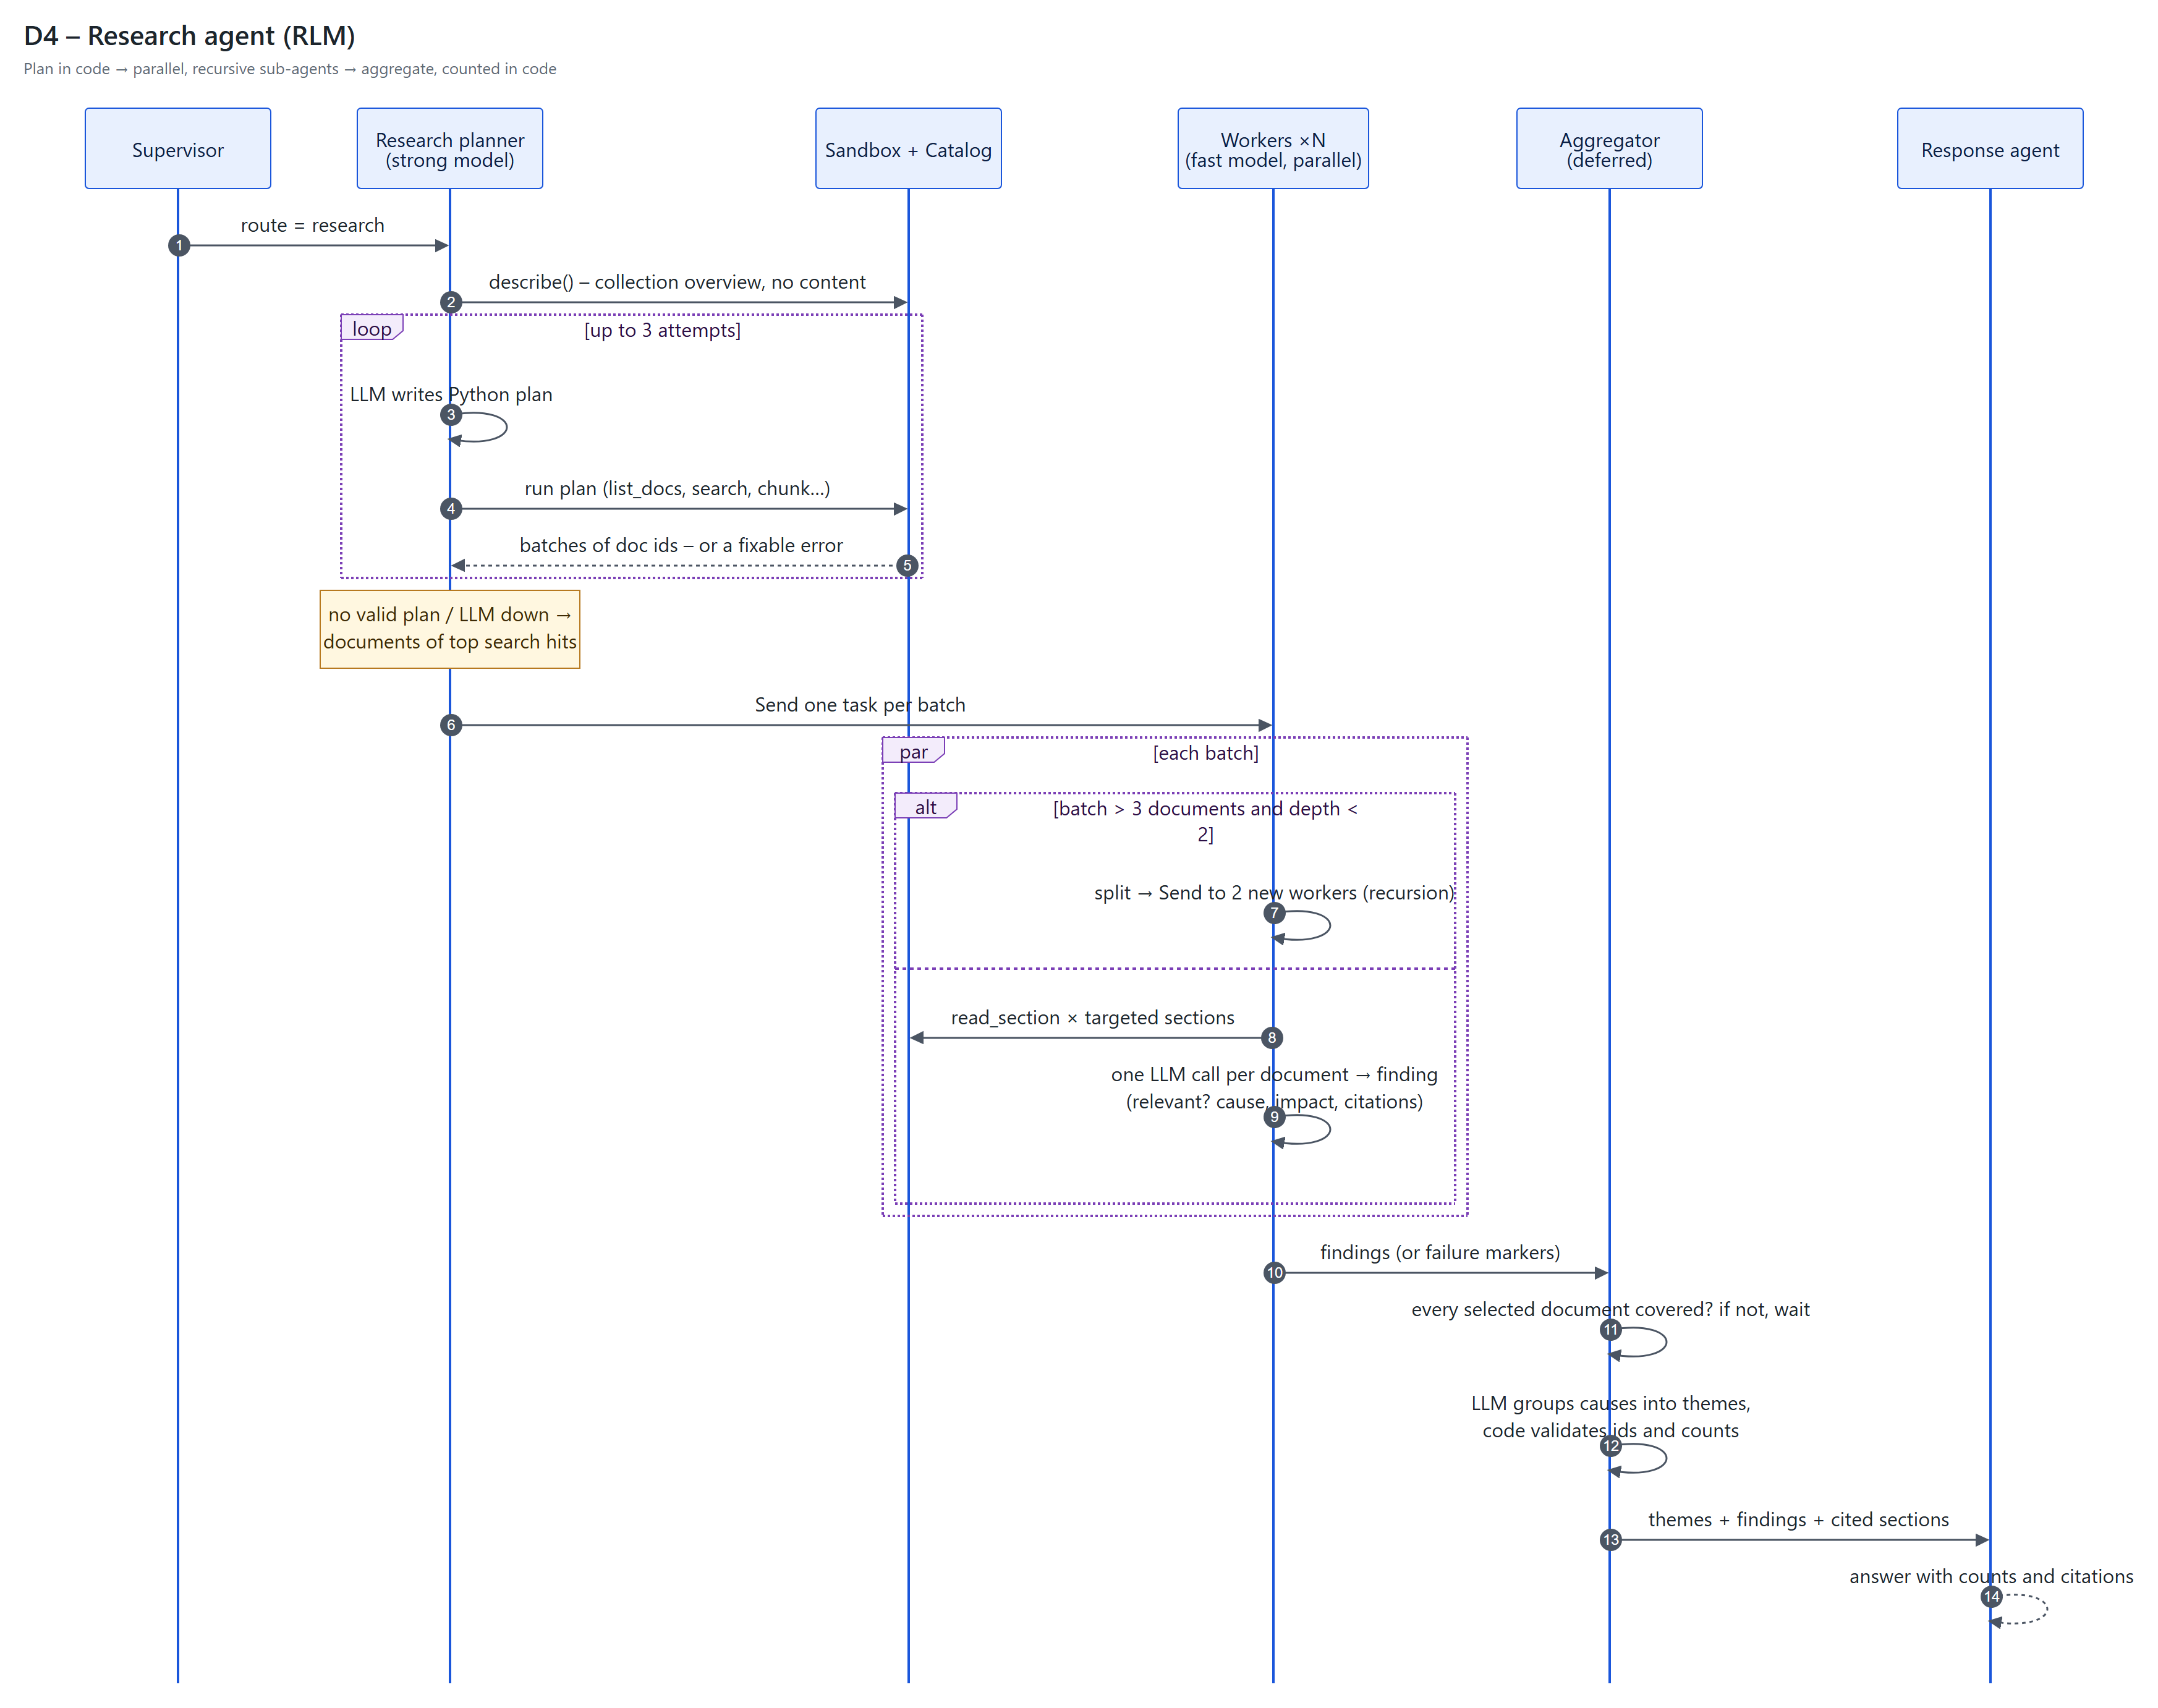 D4 – Research agent (RLM)
Plan in code → parallel, recursive sub-agents → aggregate, counted in code
Supervisor
Research planner
(strong model)
Sandbox + Catalog
Workers ×N
(fast model, parallel)
Aggregator
(deferred)
Response agent
route = research
1
describe() – collection overview, no content
2
loop
[up to 3 attempts]
LLM writes Python plan
3
run plan (list_docs, search, chunk...)
4
batches of doc ids – or a fixable error
5
no valid plan / LLM down →
documents of top search hits
Send one task per batch
6
par
[each batch]
alt
[batch > 3 documents and depth <
2]
split → Send to 2 new workers (recursion)
7
read_section × targeted sections
8
one LLM call per document → finding
(relevant? cause, impact, citations)
9
findings (or failure markers)
10
every selected document covered? if not, wait
11
LLM groups causes into themes,
code validates ids and counts
12
themes + findings + cited sections
13
answer with counts and citations
14